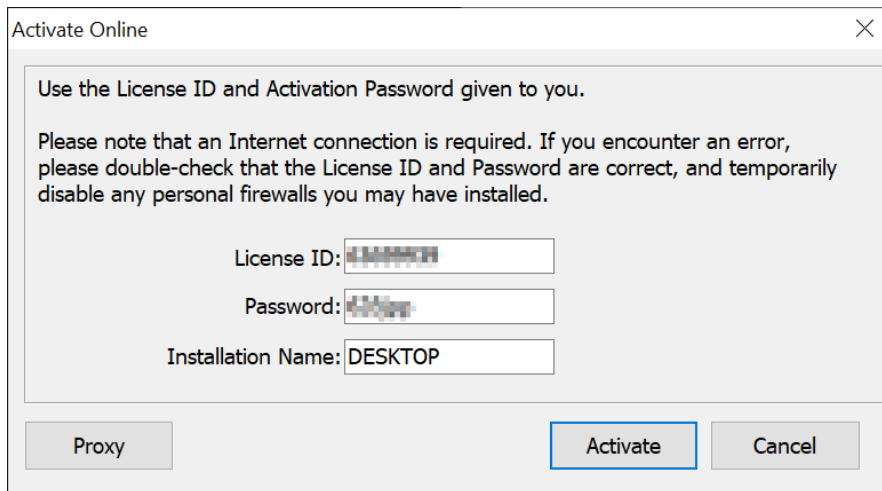 Activate Online
Use the License ID and Activation Password given to you.
Please note that an Internet connection is required. If you encounter an error,
please double-check that the License ID and Password are correct, and temporarily
disable any personal firewalls you may have installed.
License ID:
Password:
Installation Name: DESKTOP
Proxy
Activate
Cancel